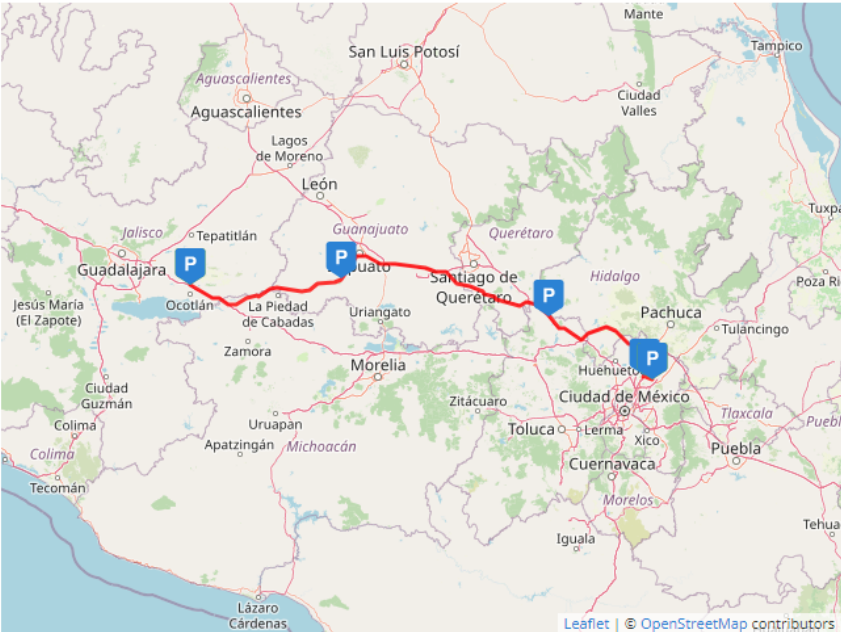 Mante
San Luis Potosí
Tampico
Aguascalientes
Ciudad
Valles
Aguascalientes
Lagos
de Moreno
León
Tuxpa
Jalisco
Tepatitlán
Guanajuato
Querétaro
P
P
Guadalajara
Santiago de
Querétaro
Hidalgo
Poza Ri
P
Ocotlán
La Piedad
de Cabadas
Jesús María
(El Zapote)
Uriangato
Pachuca
Tulancingo
Zamora
P
Huehueto
Morelia
Ciudad
Guzmán
Zitácuaro
Ciudad de México
Uruapan
Tlaxcala
Colima
Toluca
Lerma
Xico
Puebl
Apatzingán
Michoacán
Puebla
Colima
Cuernavaca
Tecomán
Morelos
Tehua
Iguala
Lázaro
Cárdenas
Leaflet | © OpenStreetMap contributors